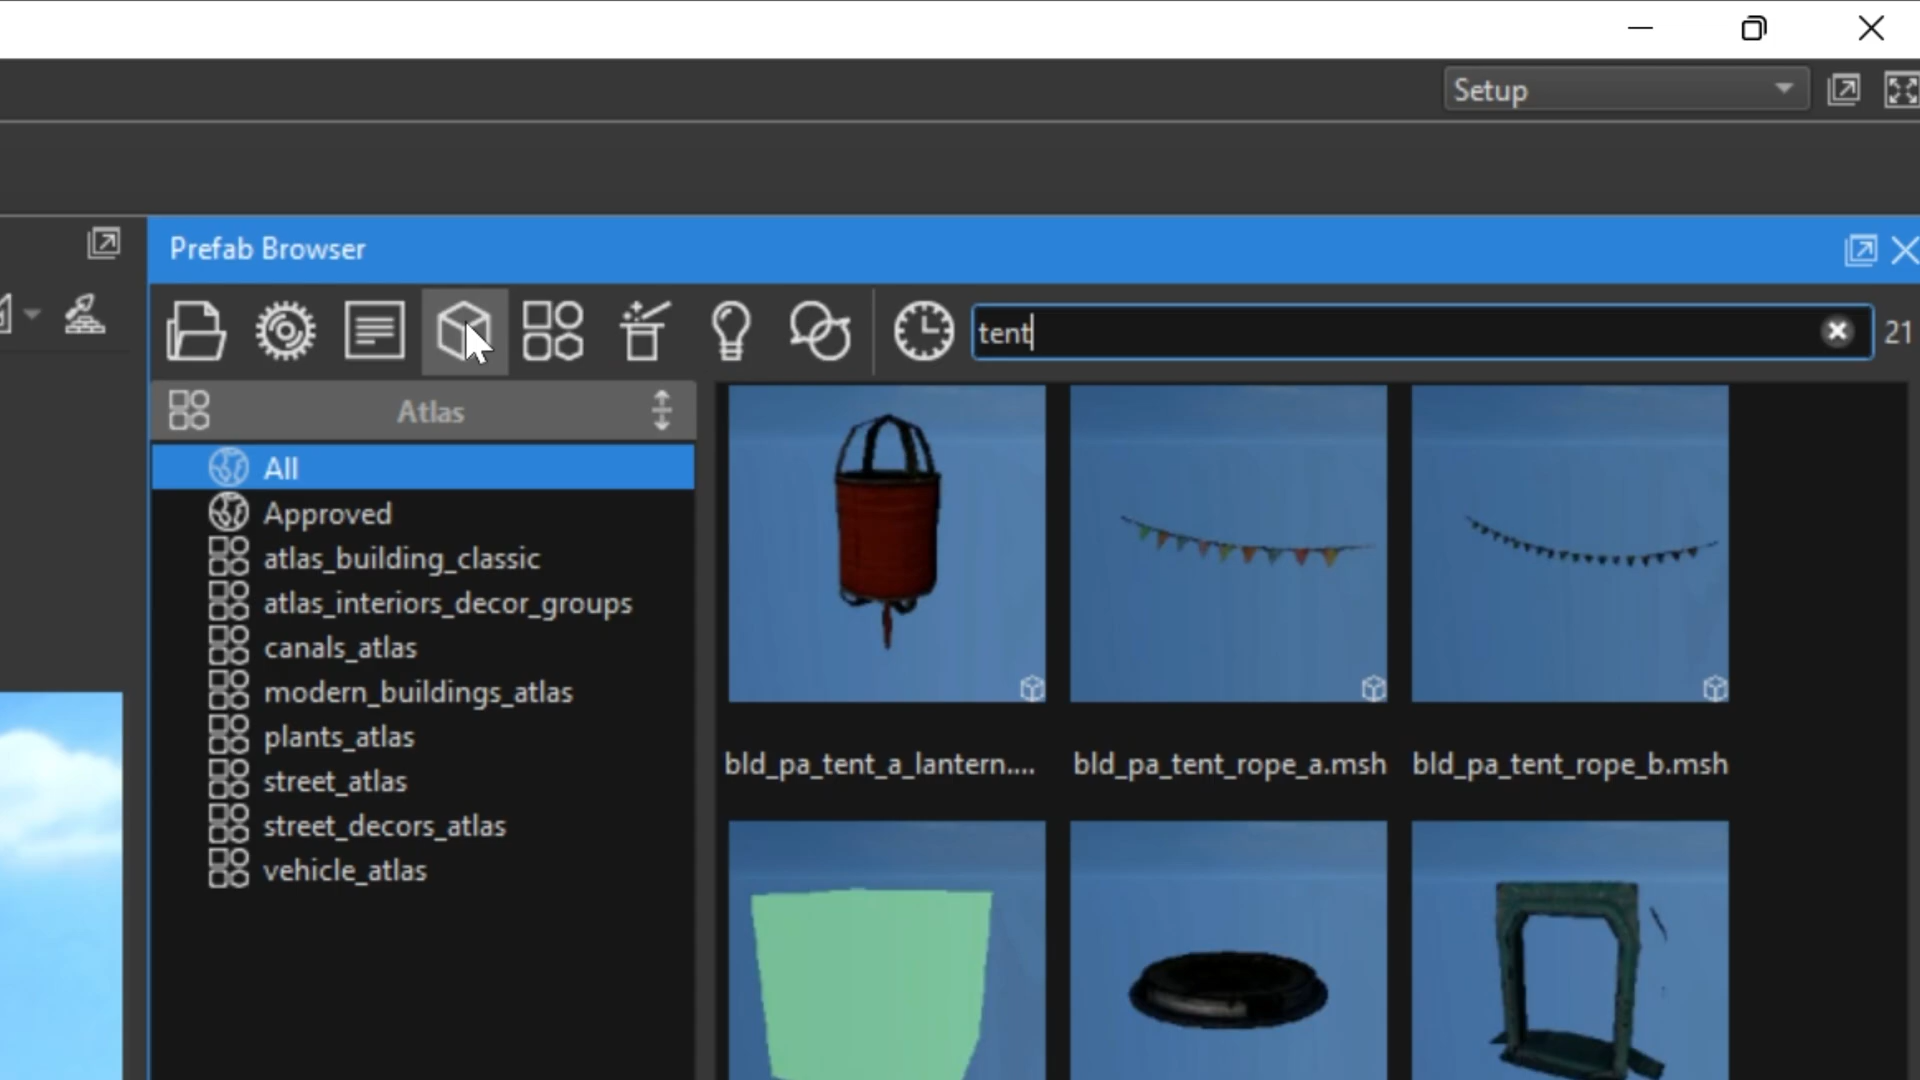 Setup
Prefab Browser
tent
21
Atlas
All
Approved
atlas_building_classic
atlas_interiors_decor_groups
canals_atlas
modern_buildings_atlas
plants_atlas
street_atlas
street_decors_atlas
vehicle_atlas
bld_pa_tent_a_lantern....
bld_pa_tent_rope_a.msh
bld_pa_tent_rope_b.msh